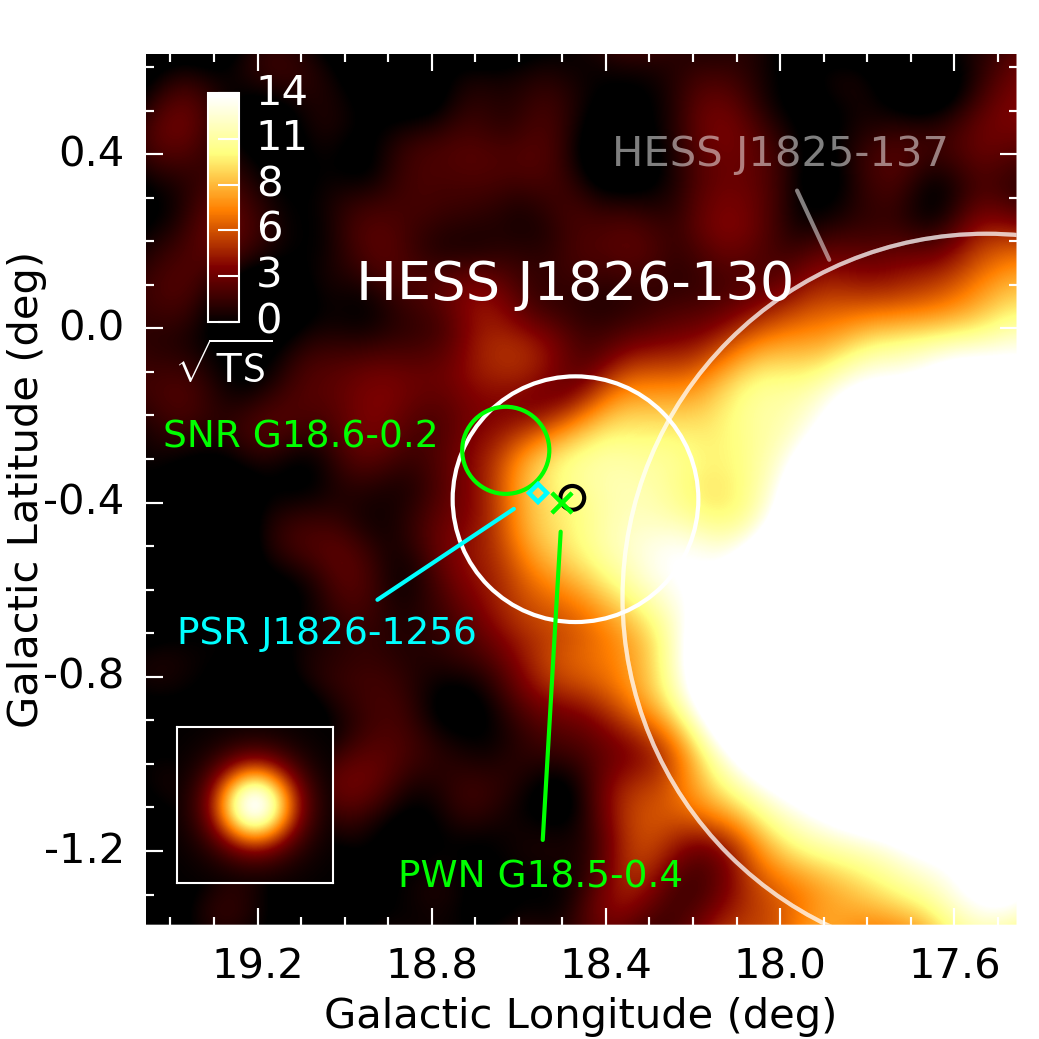 14
11
8
6
3
0
√TS
HESS J1825-137
HESS J1826-130
SNR G18.6-0.2
PSR J1826-1256
PWN G18.5-0.4
0.4
0.0
-0.4
-0.8
-1.2
Galactic Latitude (deg)
19.2 18.8 18.4 18.0 17.6
Galactic Longitude (deg)